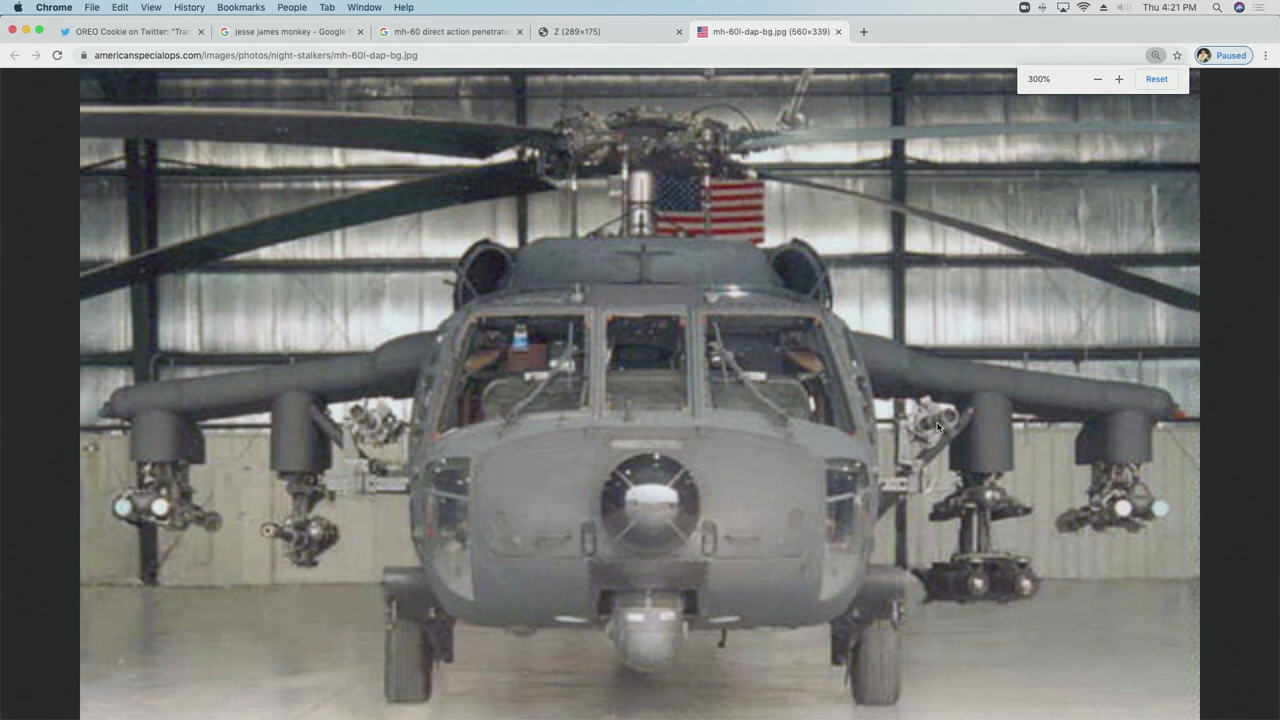 Chrome File Edit View History Bookmarks People Tab Window Help Thu 4:21 PM
OREO Cookie on Twitter: "Tran jesse james monkey - Google mh-60 direct action penetrato Z (289×175) mh-60l-dap-bg.jpg (560×339)
americanspecialops.com/images/photos/night-stalkers/mh-60l-dap-bg.jpg Paused
300% Reset